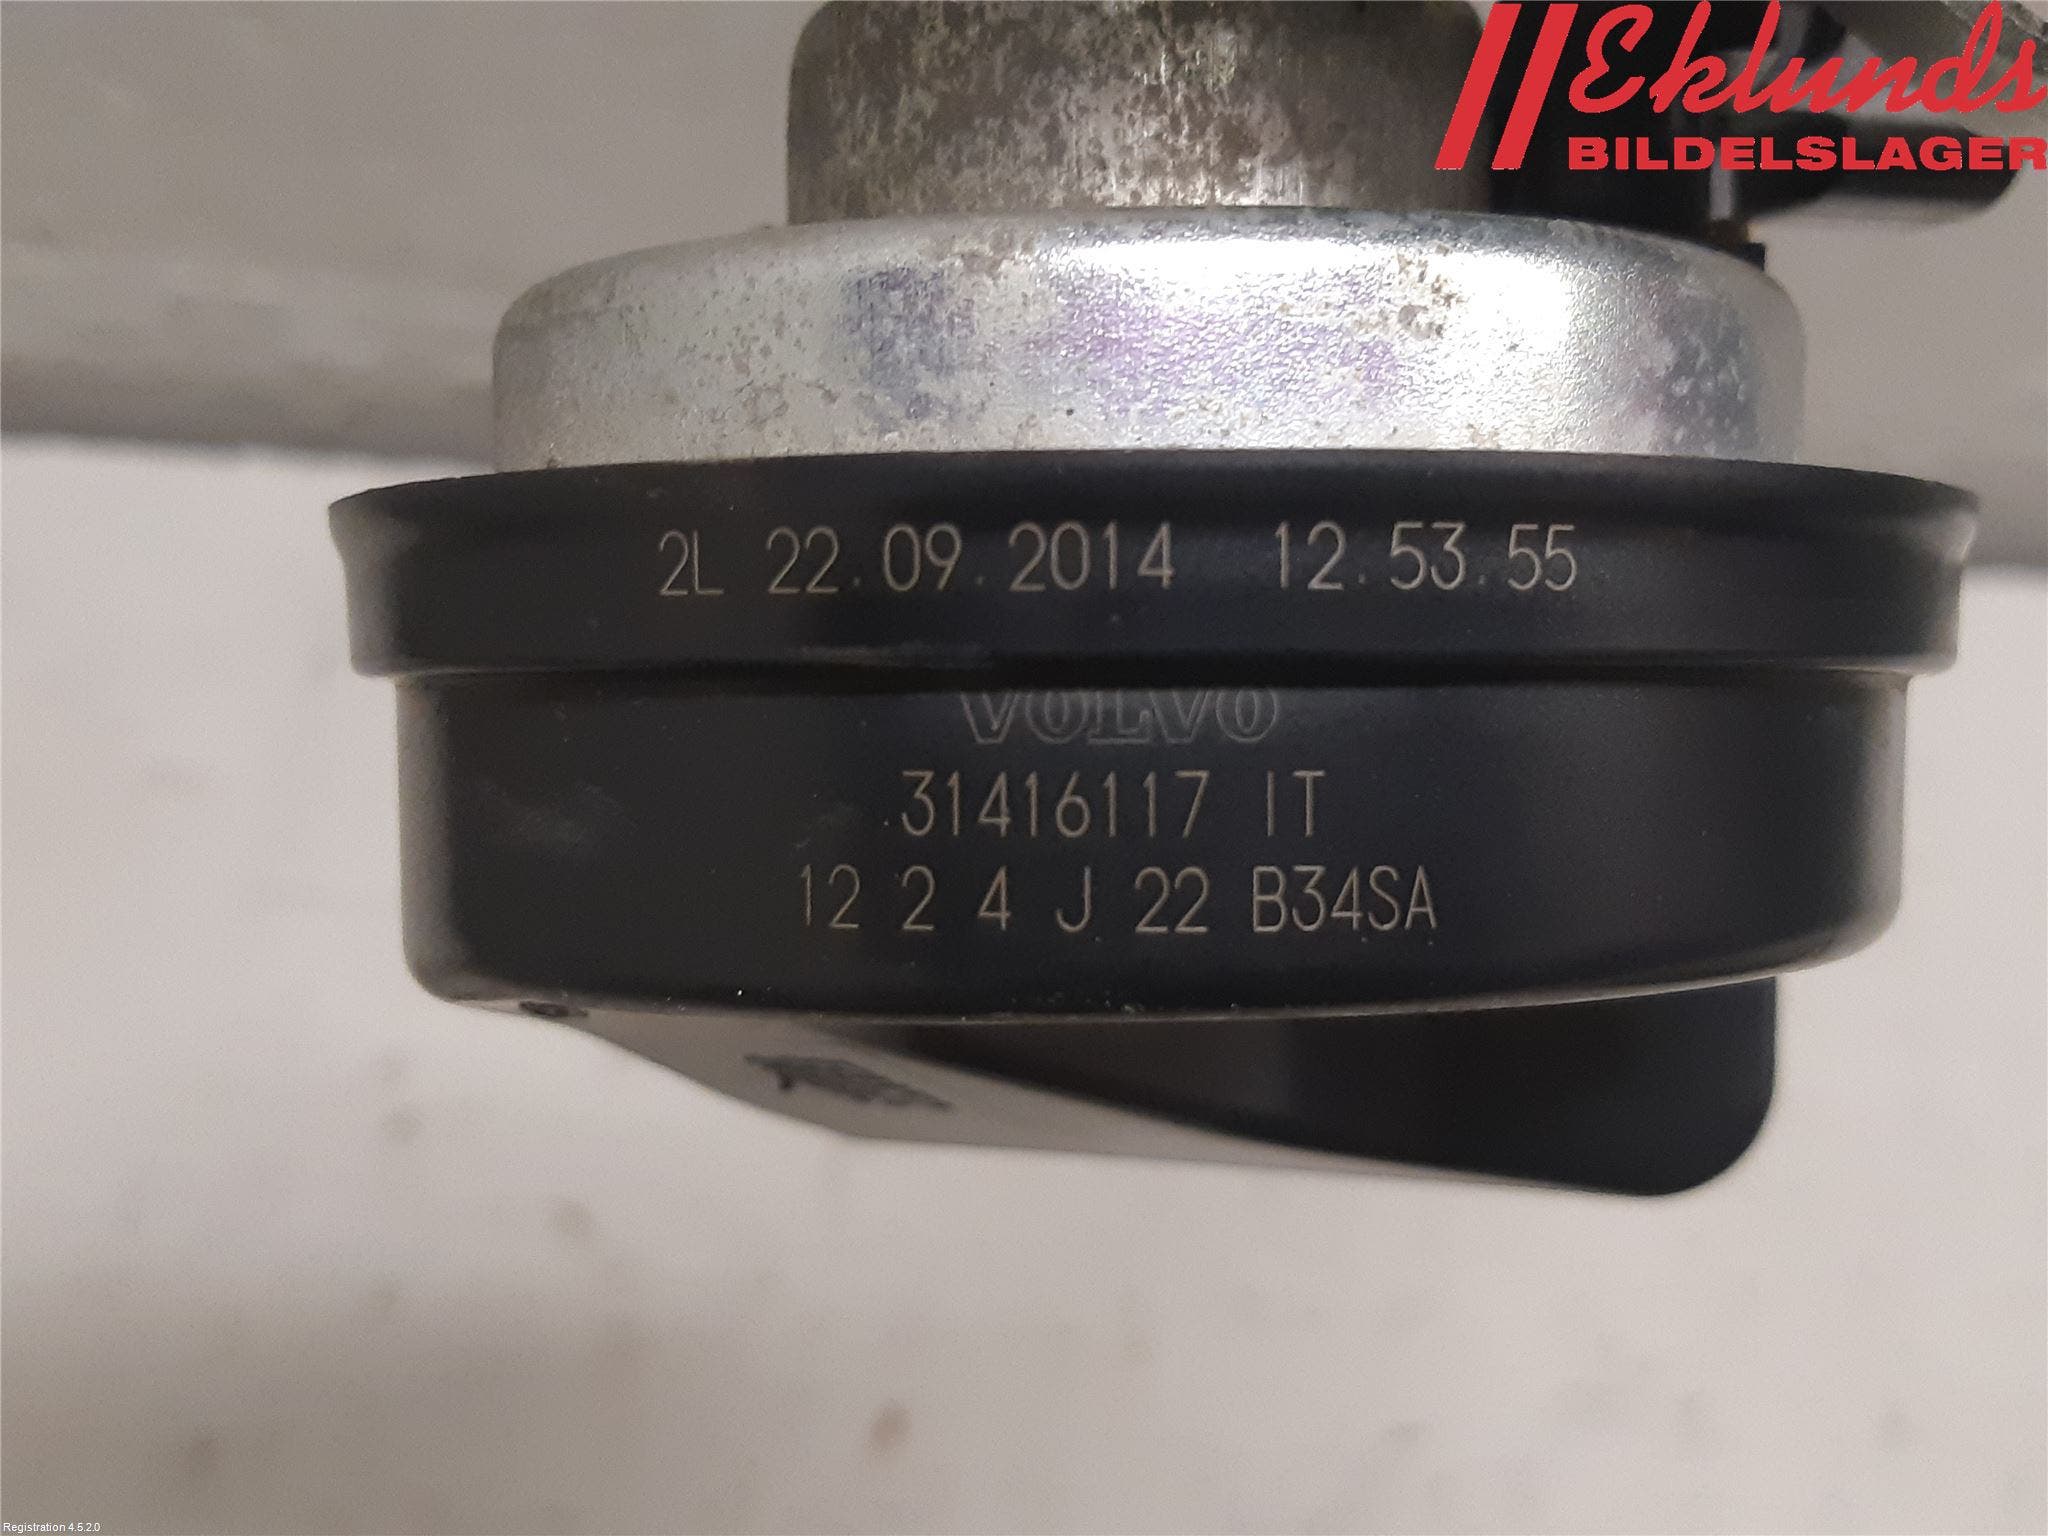 Eklunds
BILDELSLAGER
2L 22.09.2014 12.53.55
VOLVO
31416117 IT
12 2 4 J 22 B34SA
Registration 4.5.2.0